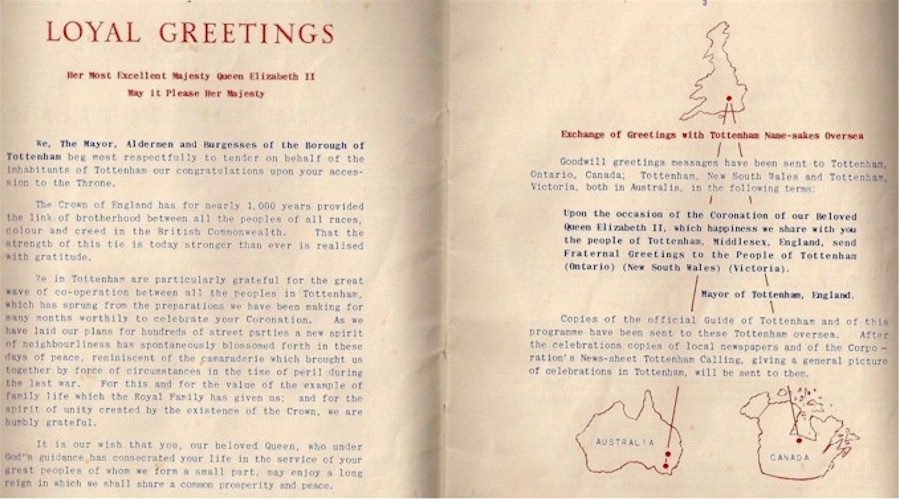 LOYAL GREETINGS
Her Most Excellent Majesty Queen Elizabeth II
May it Please Her Majesty
We, The Mayor, Aldermen and Burgesses of the Borough of
Tottenham beg most respectfully to tender on behalf of the
inhabitants of Tottenham our congratulations upon your acces-
sion to the Throne.
The Crown of England has for nearly 1,000 years provided
the link of brotherhood between all the peoples of all races,
colour and creed in the British Commonwealth. That the
strength of this tie is today stronger than ever is realised
with gratitude.
We in Tottenham are particularly grateful for the great
wave of co-operation between all the peoples in Tottenham,
which has sprung from the preparations we have been making for
many months worthily to celebrate your Coronation. As we
have laid our plans for hundreds of street parties a new spirit
of neighbourliness has spontaneously blossomed forth in these
days of peace, reminiscent of the camaraderie which brought us
together by force of circumstances in the time of peril during
the last war. For this and for the value of the example of
family life which the Royal Family has given us; and for the
spirit of unity created by the existence of the Crown, we are
humbly grateful.
It is our wish that you, our beloved Queen, who under
God's guidance has consecrated your life in the service of your
great peoples of whom we form a small part, may enjoy a long
reign in which we shall share a common prosperity and peace.
3
Exchange of Greetings with Tottenham Name-sakes Oversea
Goodwill greetings messages have been sent to Tottenham,
Ontario, Canada; Tottenham, New South Wales and Tottenham,
Victoria, both in Australia, in the following terms:
Upon the occasion of the Coronation of our Beloved
Queen Elizabeth II, which happiness we share with you
the people of Tottenham, Middlesex, England, send
Fraternal Greetings to the People of Tottenham
(Ontario) (New South Wales) (Victoria).
Mayor of Tottenham, England.
Copies of the official Guide of Tottenham and of this
programme have been sent to these Tottenham oversea. After
the celebrations copies of local newspapers and of the Corpo-
ration's News-sheet Tottenham Calling, giving a general picture
of celebrations in Tottenham, will be sent to them.
AUSTRALIA
CANADA